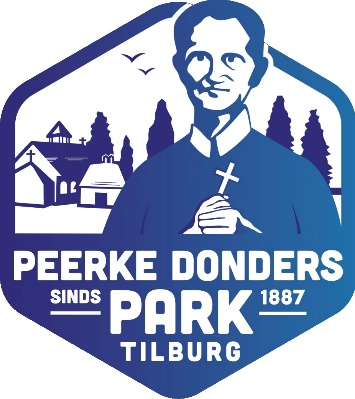 PEERKE DONDERS
SINDS PARK 1887
TILBURG